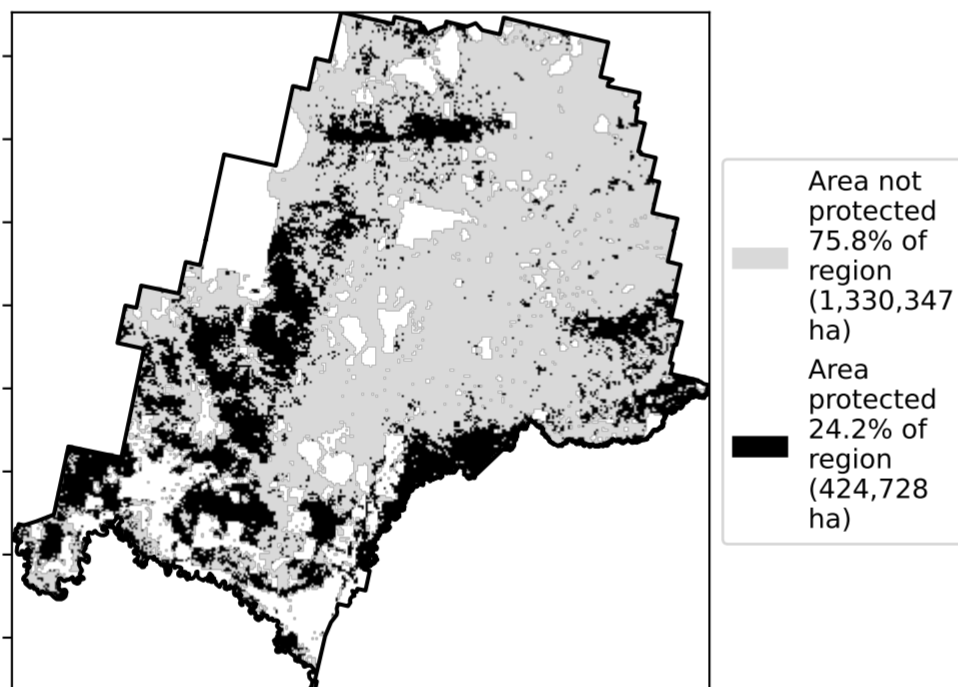 Area not
protected
75.8% of
region
(1,330,347
ha)
Area
protected
24.2% of
region
(424,728
ha)